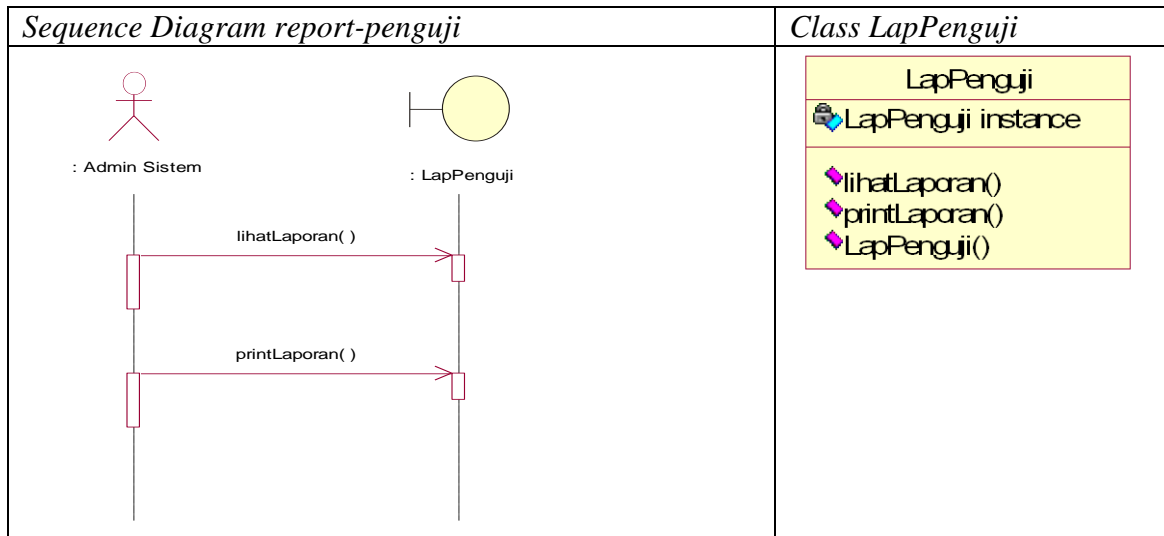 Sequence Diagram report-penguji
Class LapPenguji
: Admin Sistem
: LapPenguji
lihatLaporan( )
printLaporan( )
LapPenguji
LapPenguji instance
lihatLaporan()
printLaporan()
LapPenguji()